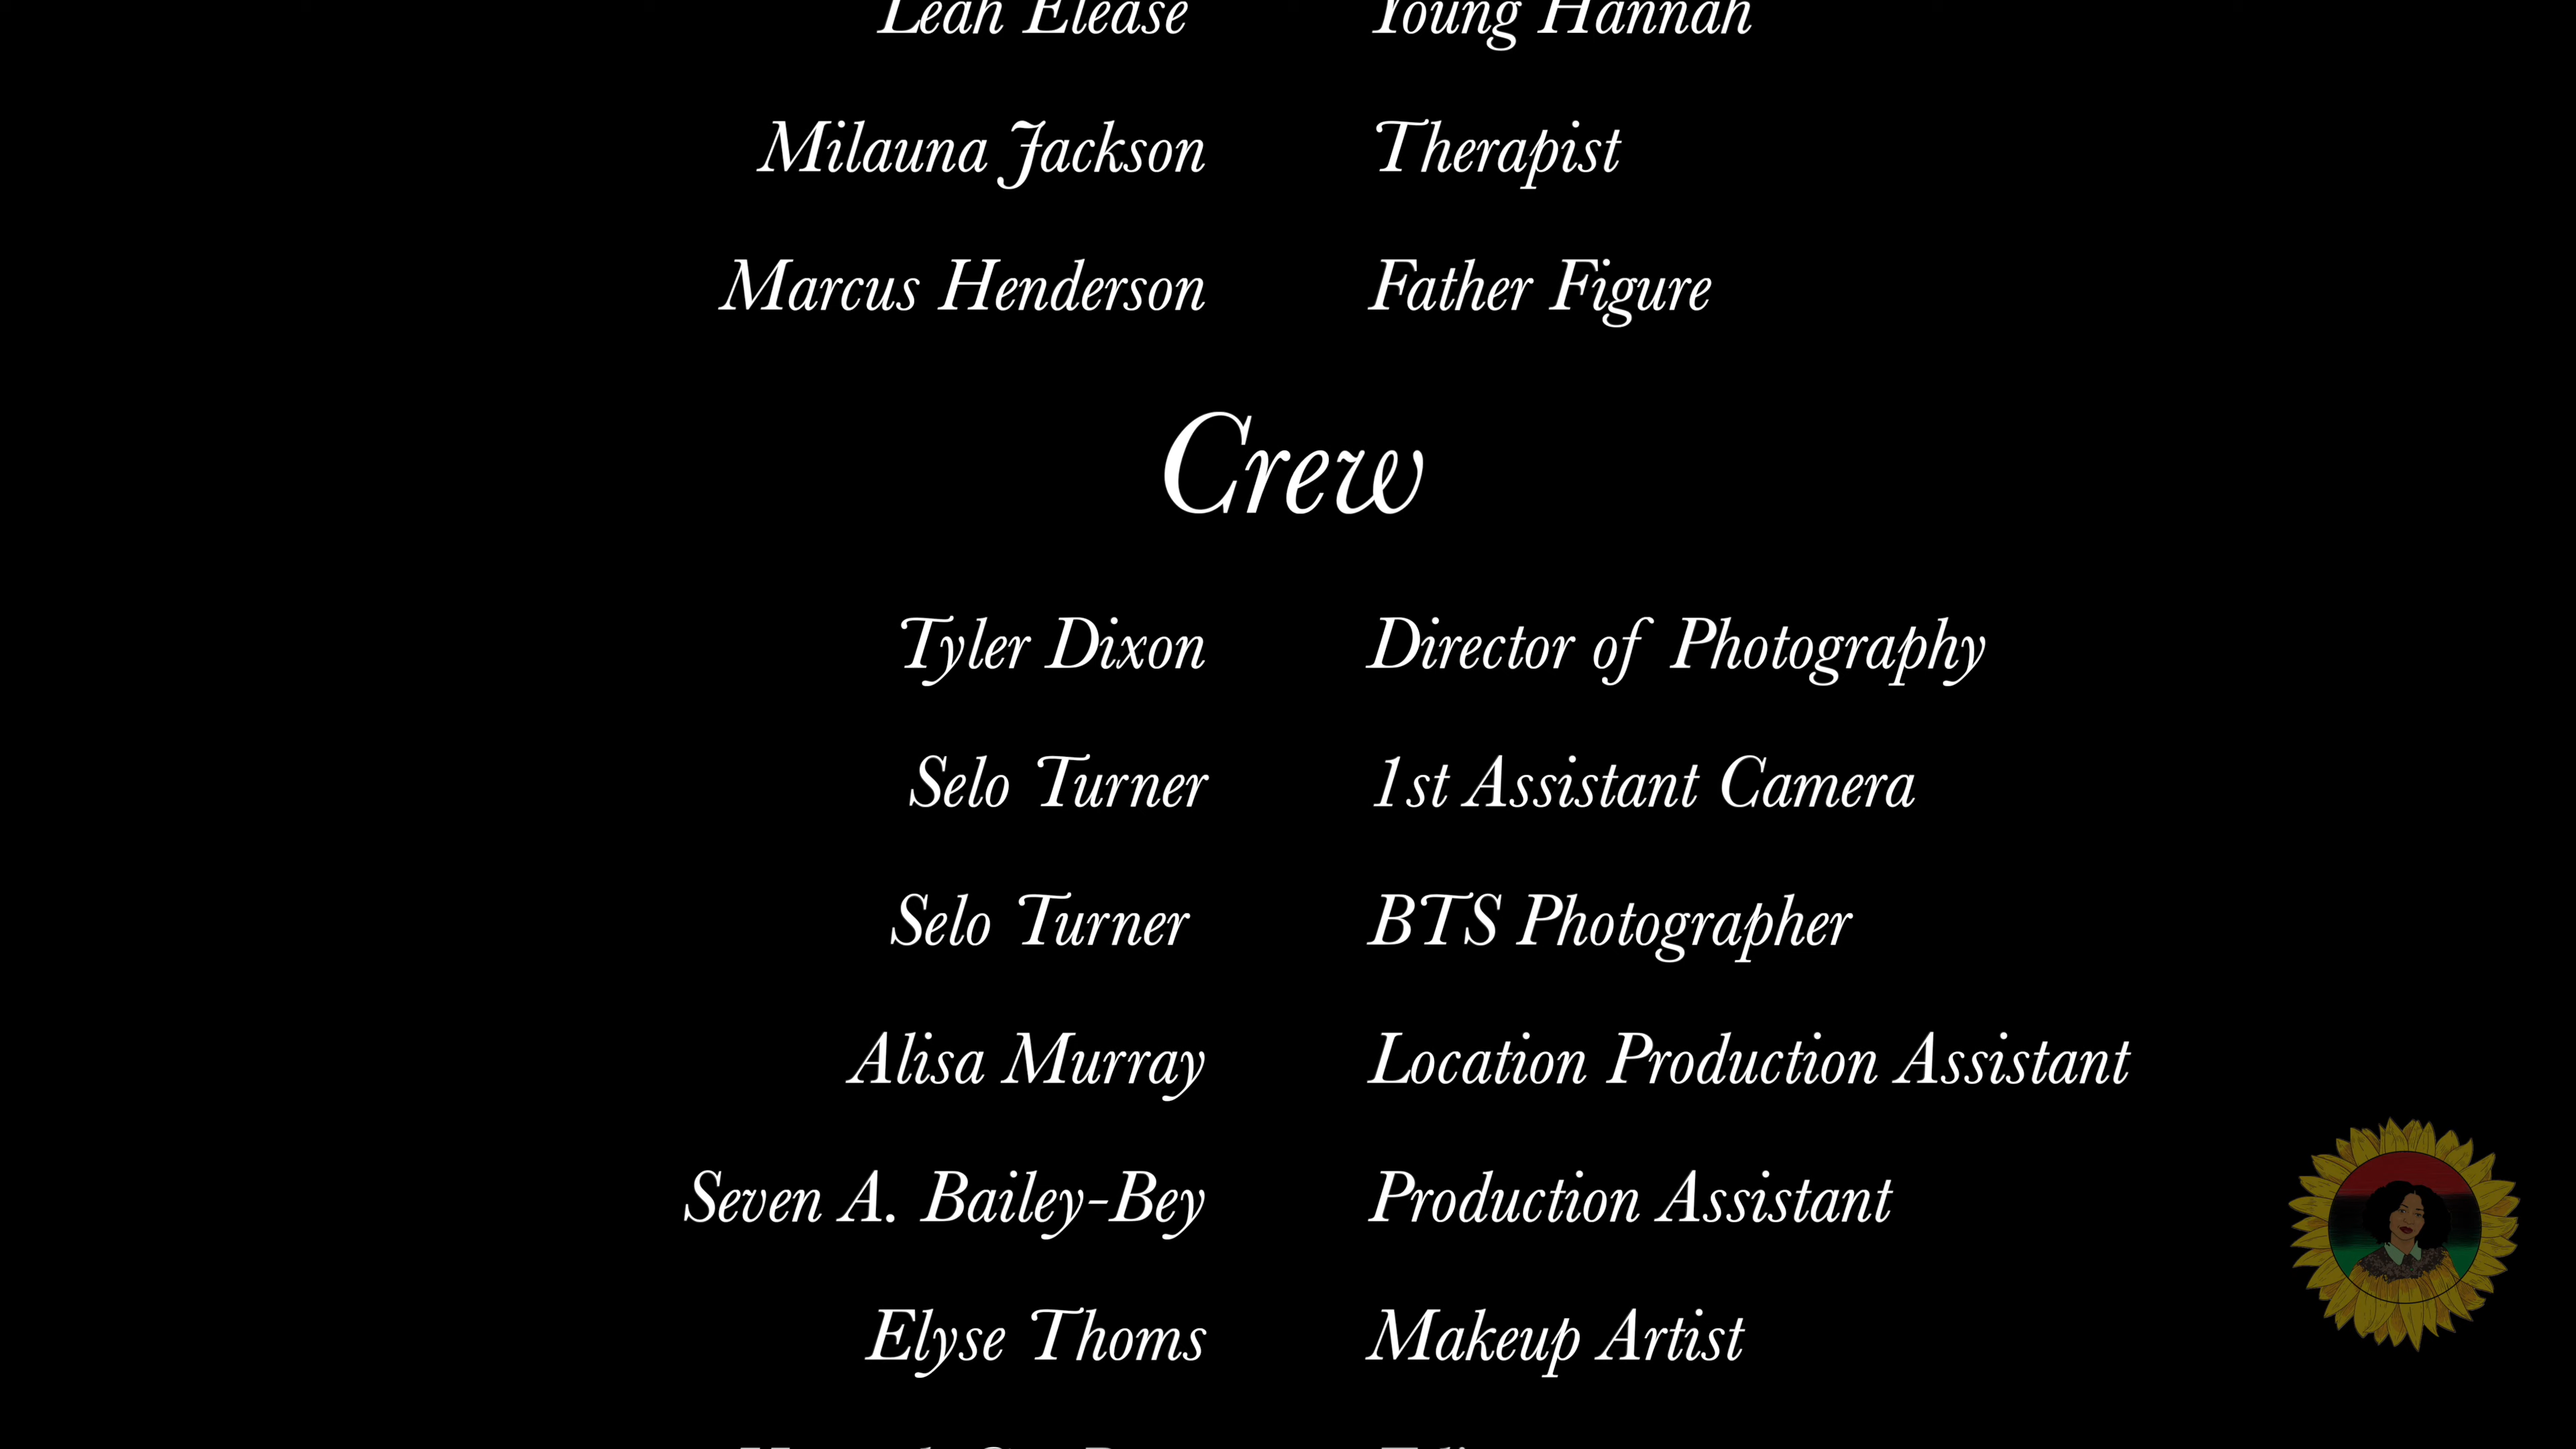 Leah Elease Young Hannah
Milauna Jackson Therapist
Marcus Henderson Father Figure
Crew
Tyler Dixon Director of Photography
Selo Turner 1st Assistant Camera
Selo Turner BTS Photographer
Alisa Murray Location Production Assistant
Seven A. Bailey-Bey Production Assistant
Elyse Thoms Makeup Artist